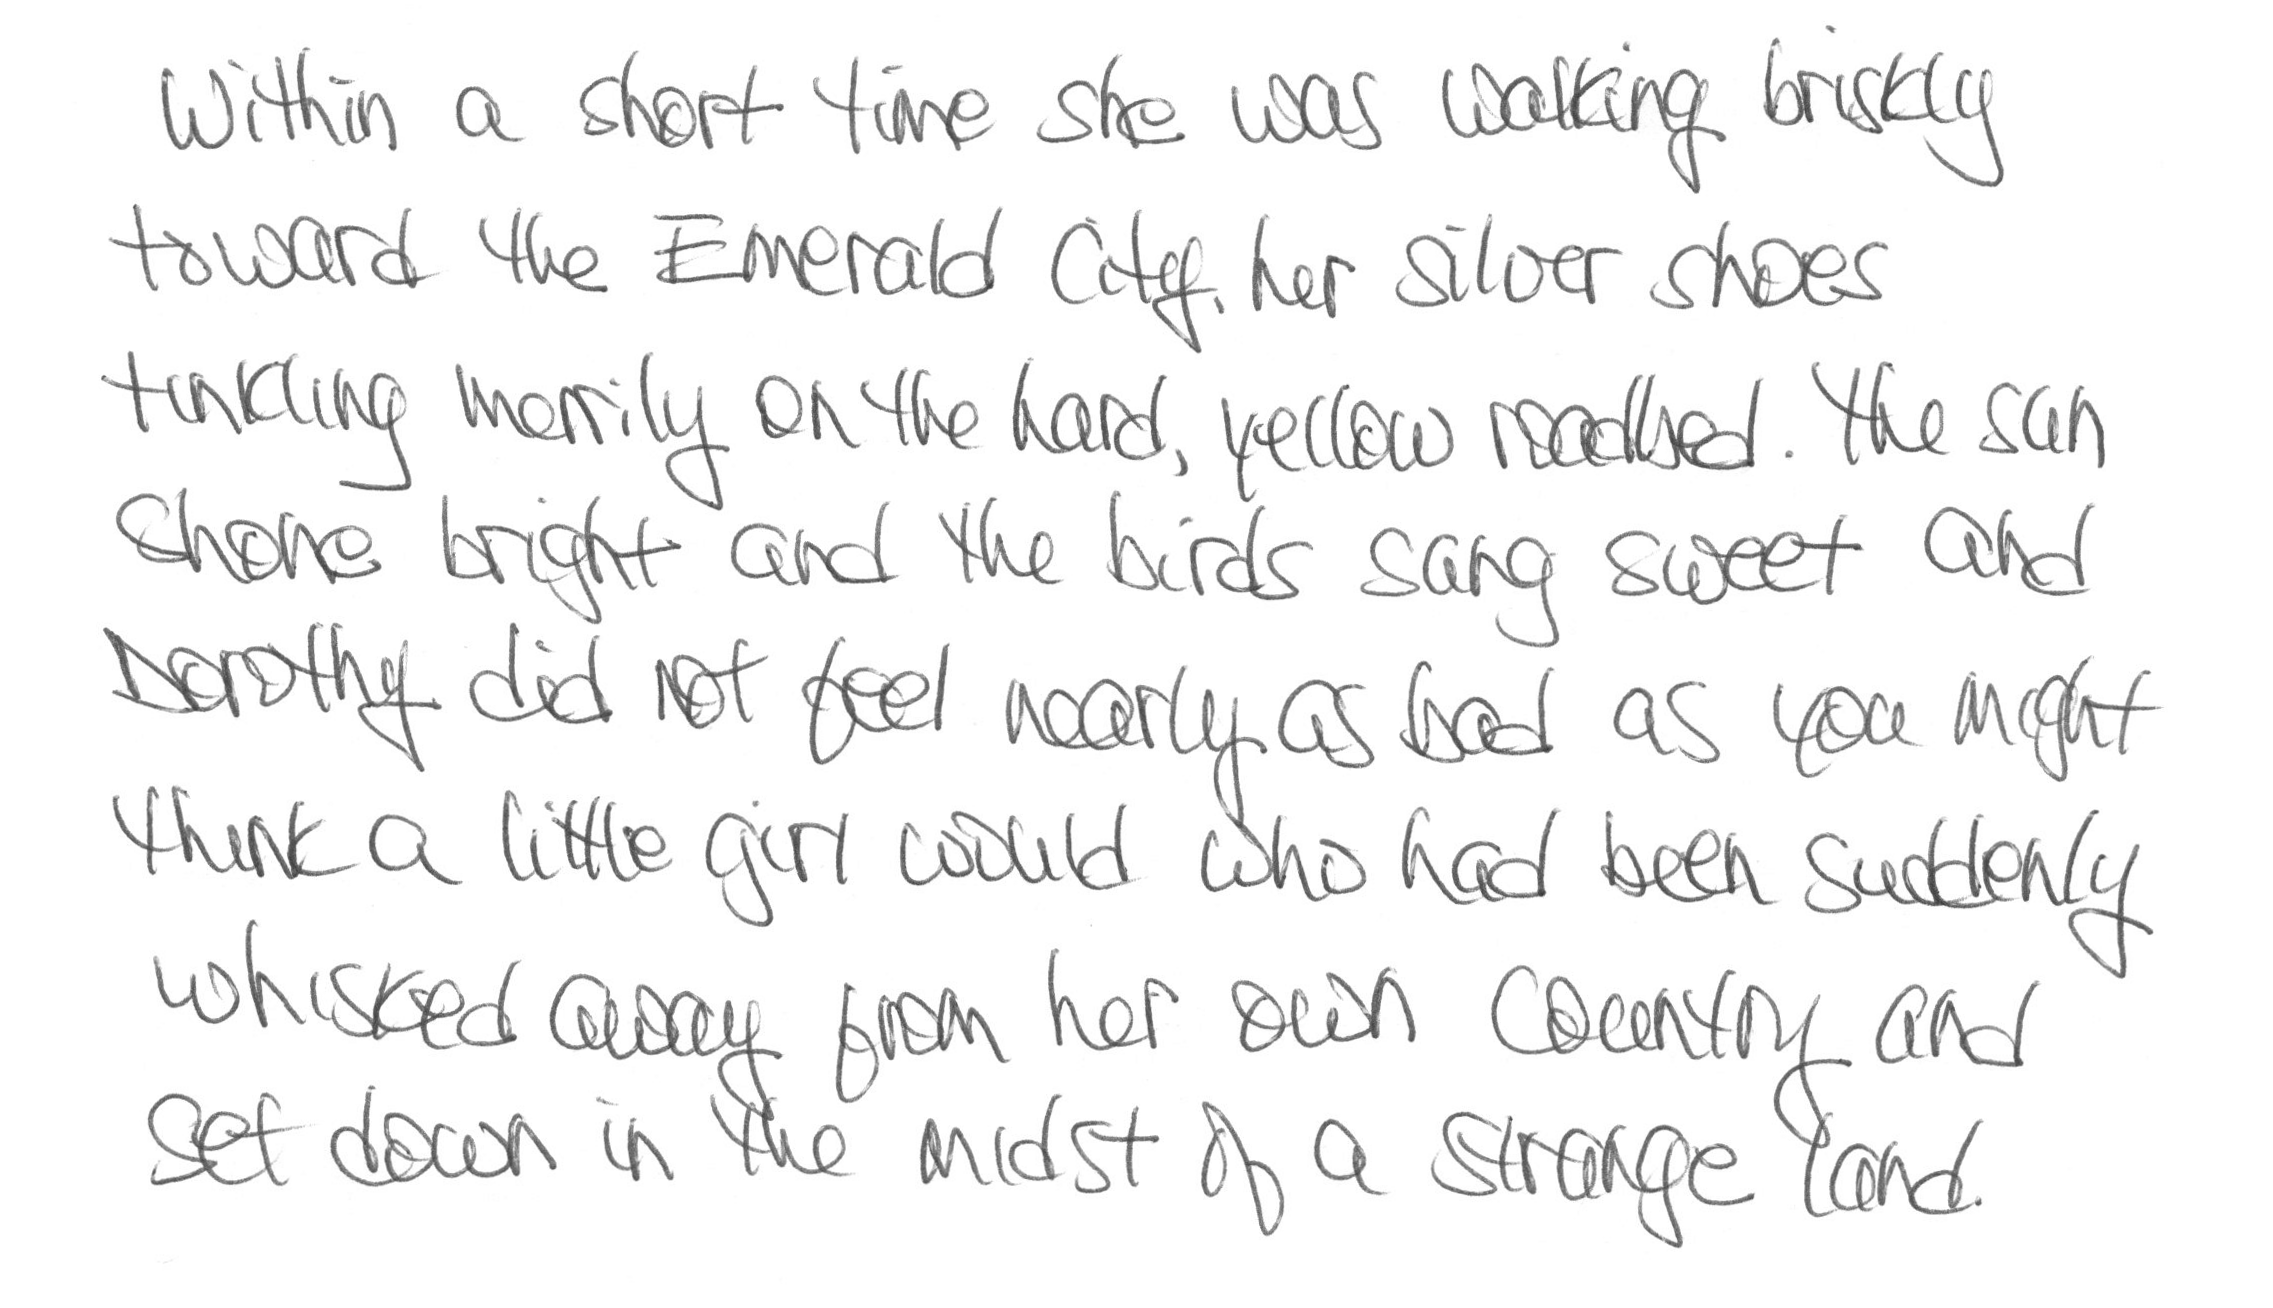 Within a short time she was walking briskly
toward the Emerald City, her silver shoes
tinkling merrily on the hard, yellow roadbed. The sun
shone bright and the birds sang sweet and
Dorothy did not feel nearly as bad as you might
think a little girl would who had been suddenly
whisked away from her own country and
set down in the midst of a strange land.